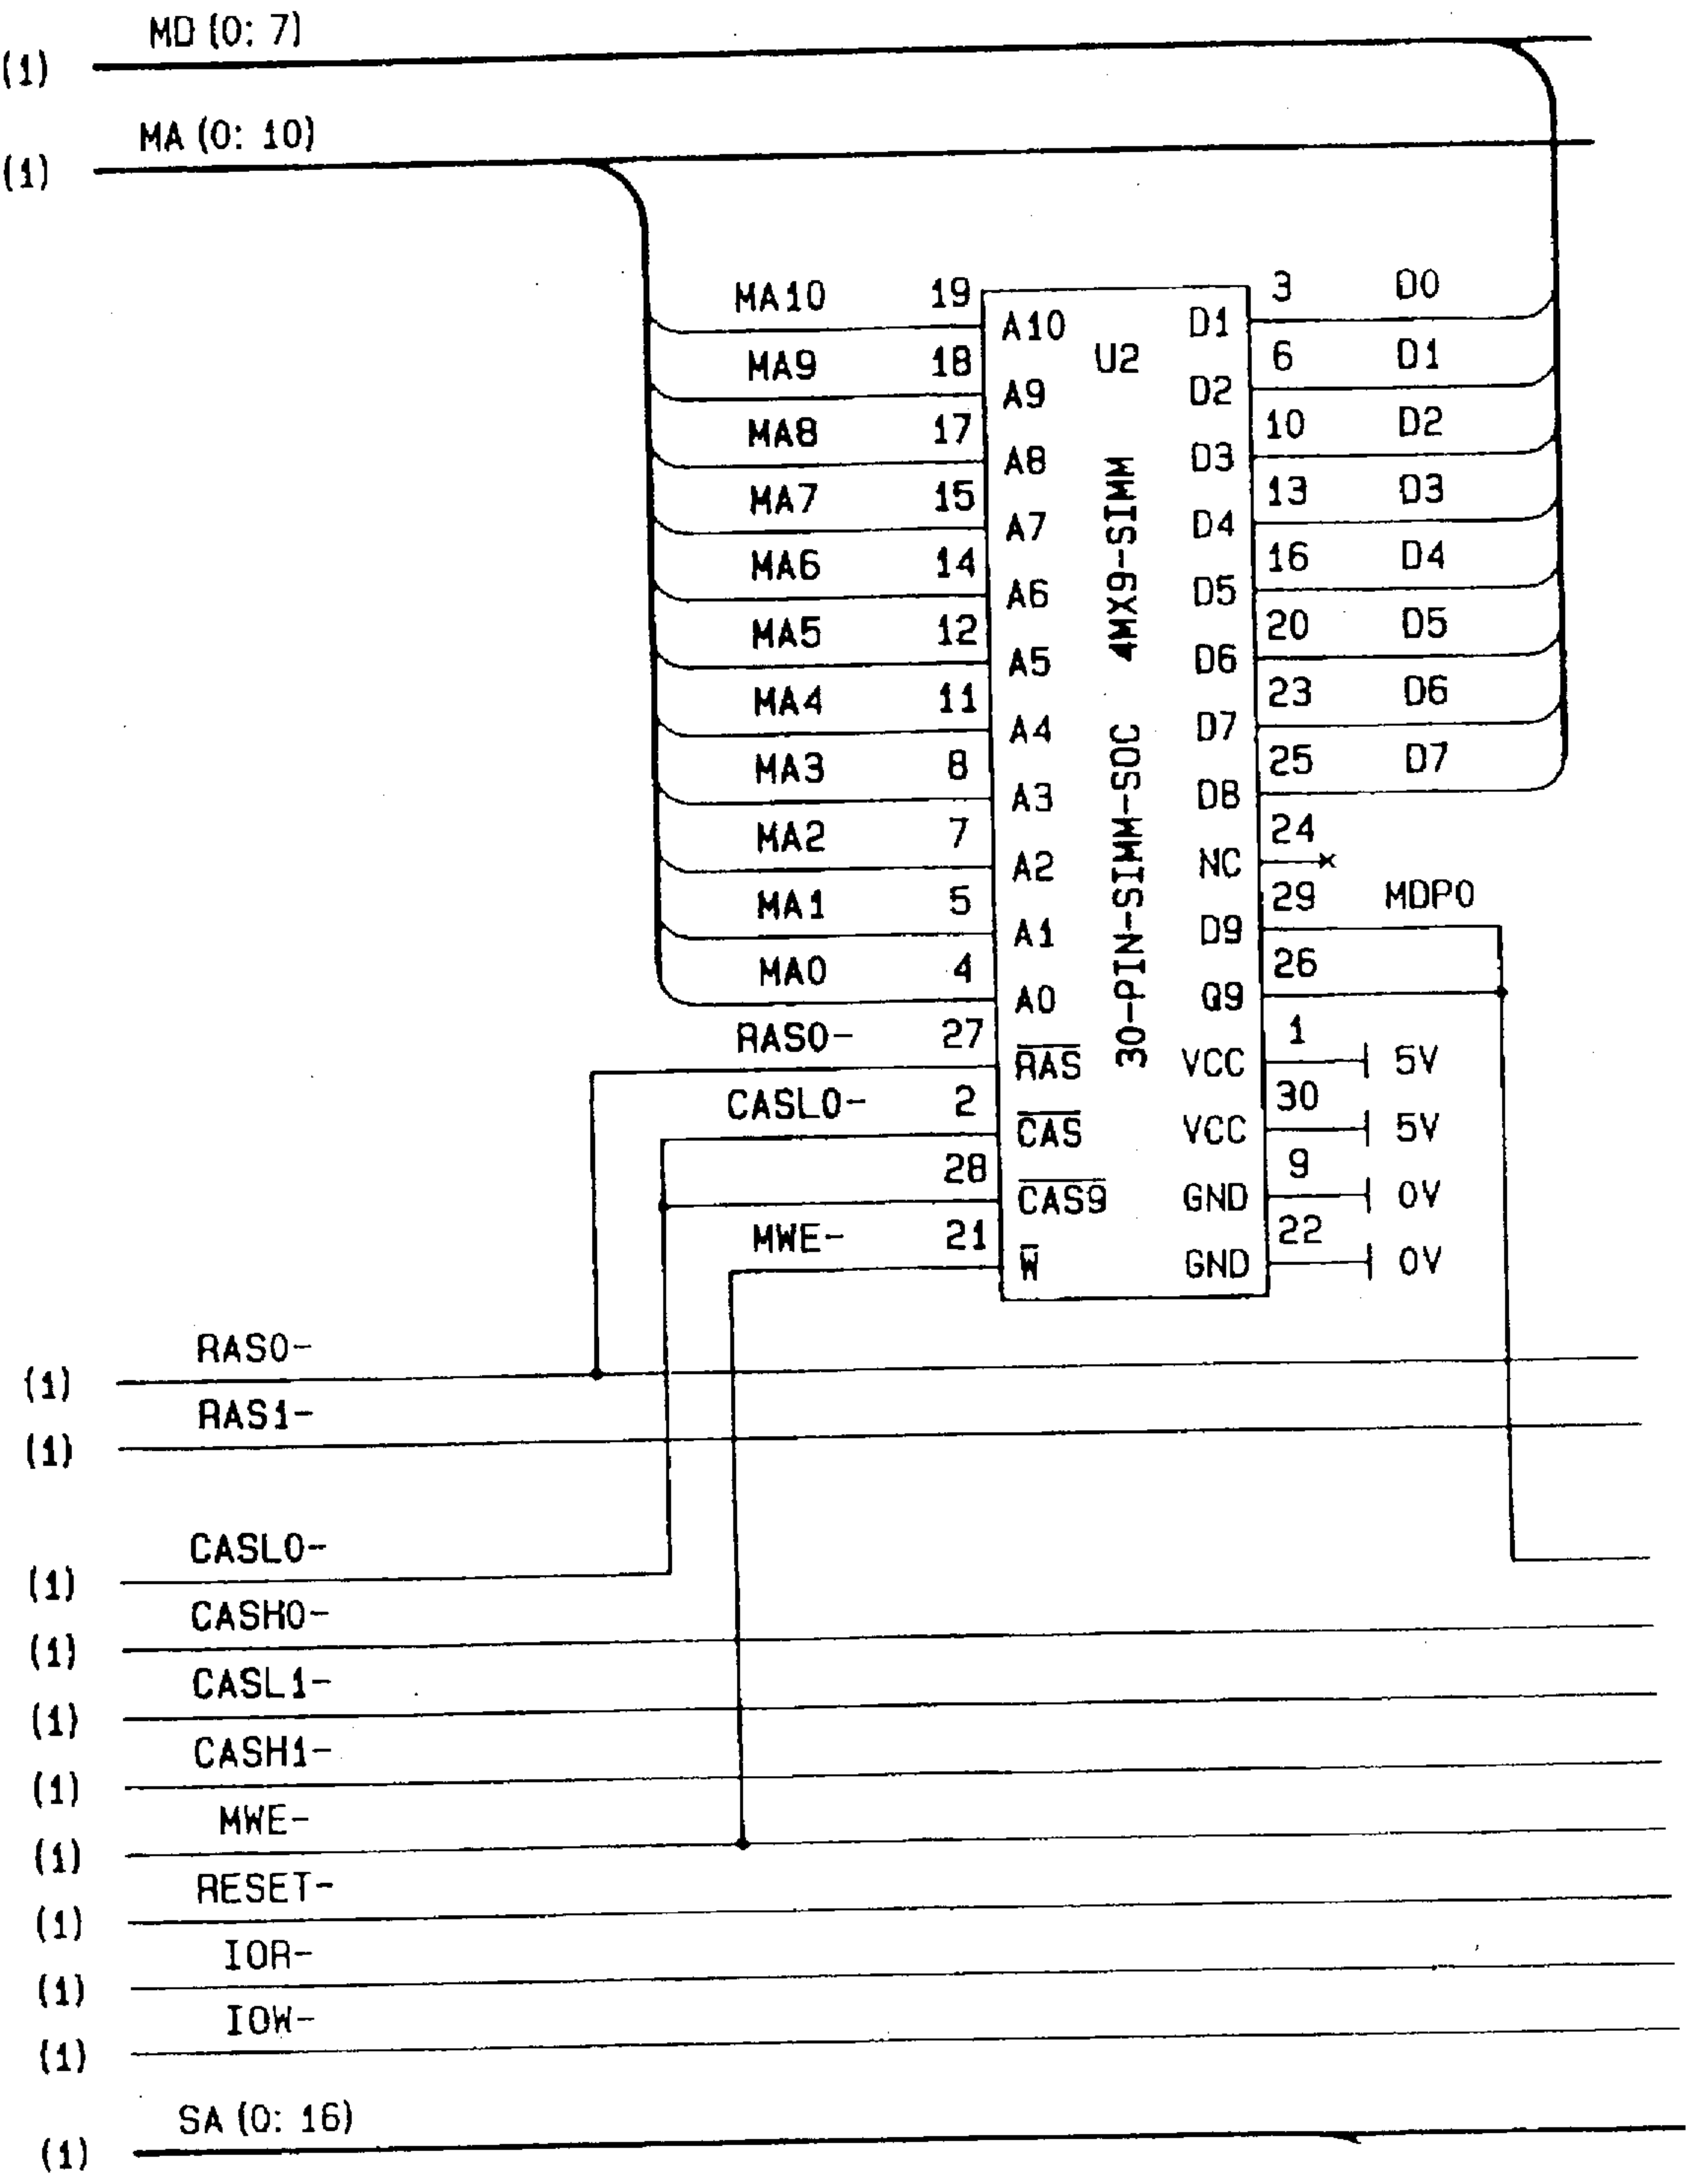 MD (0: 7)
(1)
MA (0: 10)
(1)
MA10 19 A10 D1 3 D0
U2
MA9 18 A9 D2 6 D1
MA8 17 A8 D3 10 D2
MA7 15 A7 D4 13 D3
MA6 14 A6 D5 16 D4
MA5 12 A5 D6 20 D5
MA4 11 A4 D7 23 D6
MA3 8 A3 D8 25 D7
MA2 7 A2 NC 24
MA1 5 A1 D9 29 MDP0
MA0 4 A0 Q9 26
RAS0- 27 RAS VCC 1 5V
CASL0- 2 CAS VCC 30 5V
28 CAS9 GND 9 0V
MWE- 21 W GND 22 0V
30-PIN-SIMM-SOC 4MX9-SIMM
RAS0-
(1)
RAS1-
(1)
CASL0-
(1)
CASH0-
(1)
CASL1-
(1)
CASH1-
(1)
MWE-
(1)
RESET-
(1)
IOR-
(1)
IOW-
(1)
SA (0: 16)
(1)